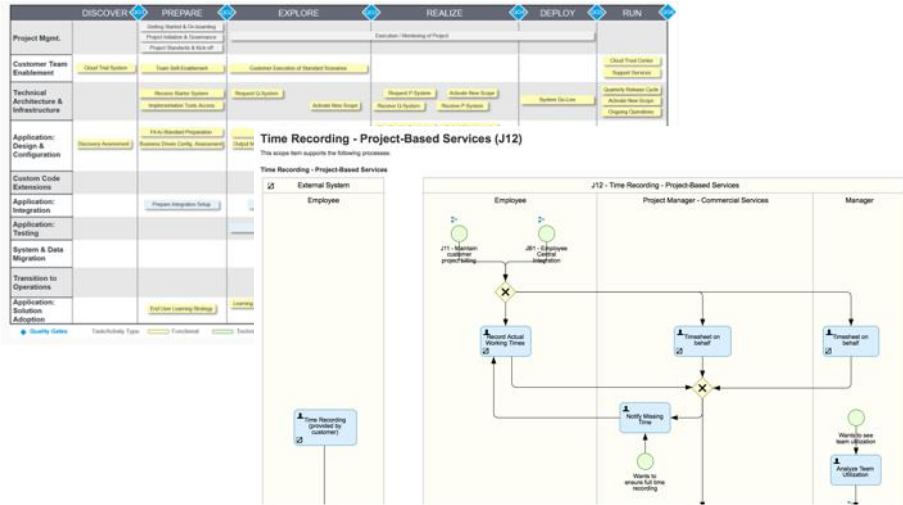 DISCOVER PREPARE EXPLORE REALIZE DEPLOY RUN
Project Mgmt.
Getting Started & On-boarding
Project Initiation & Governance
Project Standards & Kick-off
Execution / Monitoring of Project
Customer Team
Enablement
Cloud Trial System
Team Self-Enablement
Customer Execution of Standard Scenarios
Cloud Trust Center
Support Services
Technical
Architecture &
Infrastructure
Receive Starter System
Implementation Tools Access
Request Q-System
Activate New Scope
Request P-System
Activate New Scope
Receive Q-System
Receive P-System
System Go-Live
Quarterly Release Cycle
Activate New Scope
Ongoing Operations
Application:
Design &
Configuration
Discovery Assessment
Fit-to-Standard Preparation
Business Driven Config. Assessment
Output M
Custom Code
Extensions
Application:
Integration
Prepare Integration Setup
Application:
Testing
System & Data
Migration
Transition to
Operations
Application:
Solution
Adoption
End User Learning Strategy
Learning
Quality Gates
Task/Activity Type
Functional
Techni
Time Recording - Project-Based Services (J12)
This scope item supports the following processes:
Time Recording - Project-Based Services
External System
Employee
J12 - Time Recording - Project-Based Services
Employee
Project Manager - Commercial Services
Manager
J11 - Maintain
customer
project billing
JB1 - Employee
Central
Integration
Record Actual
Working Times
Timesheet on
behalf
Timesheet on
behalf
Time Recording
(provided by
customer)
Notify Missing
Time
Wants to
ensure full time
recording
Wants to see
team utilization
Analyze Team
Utilization